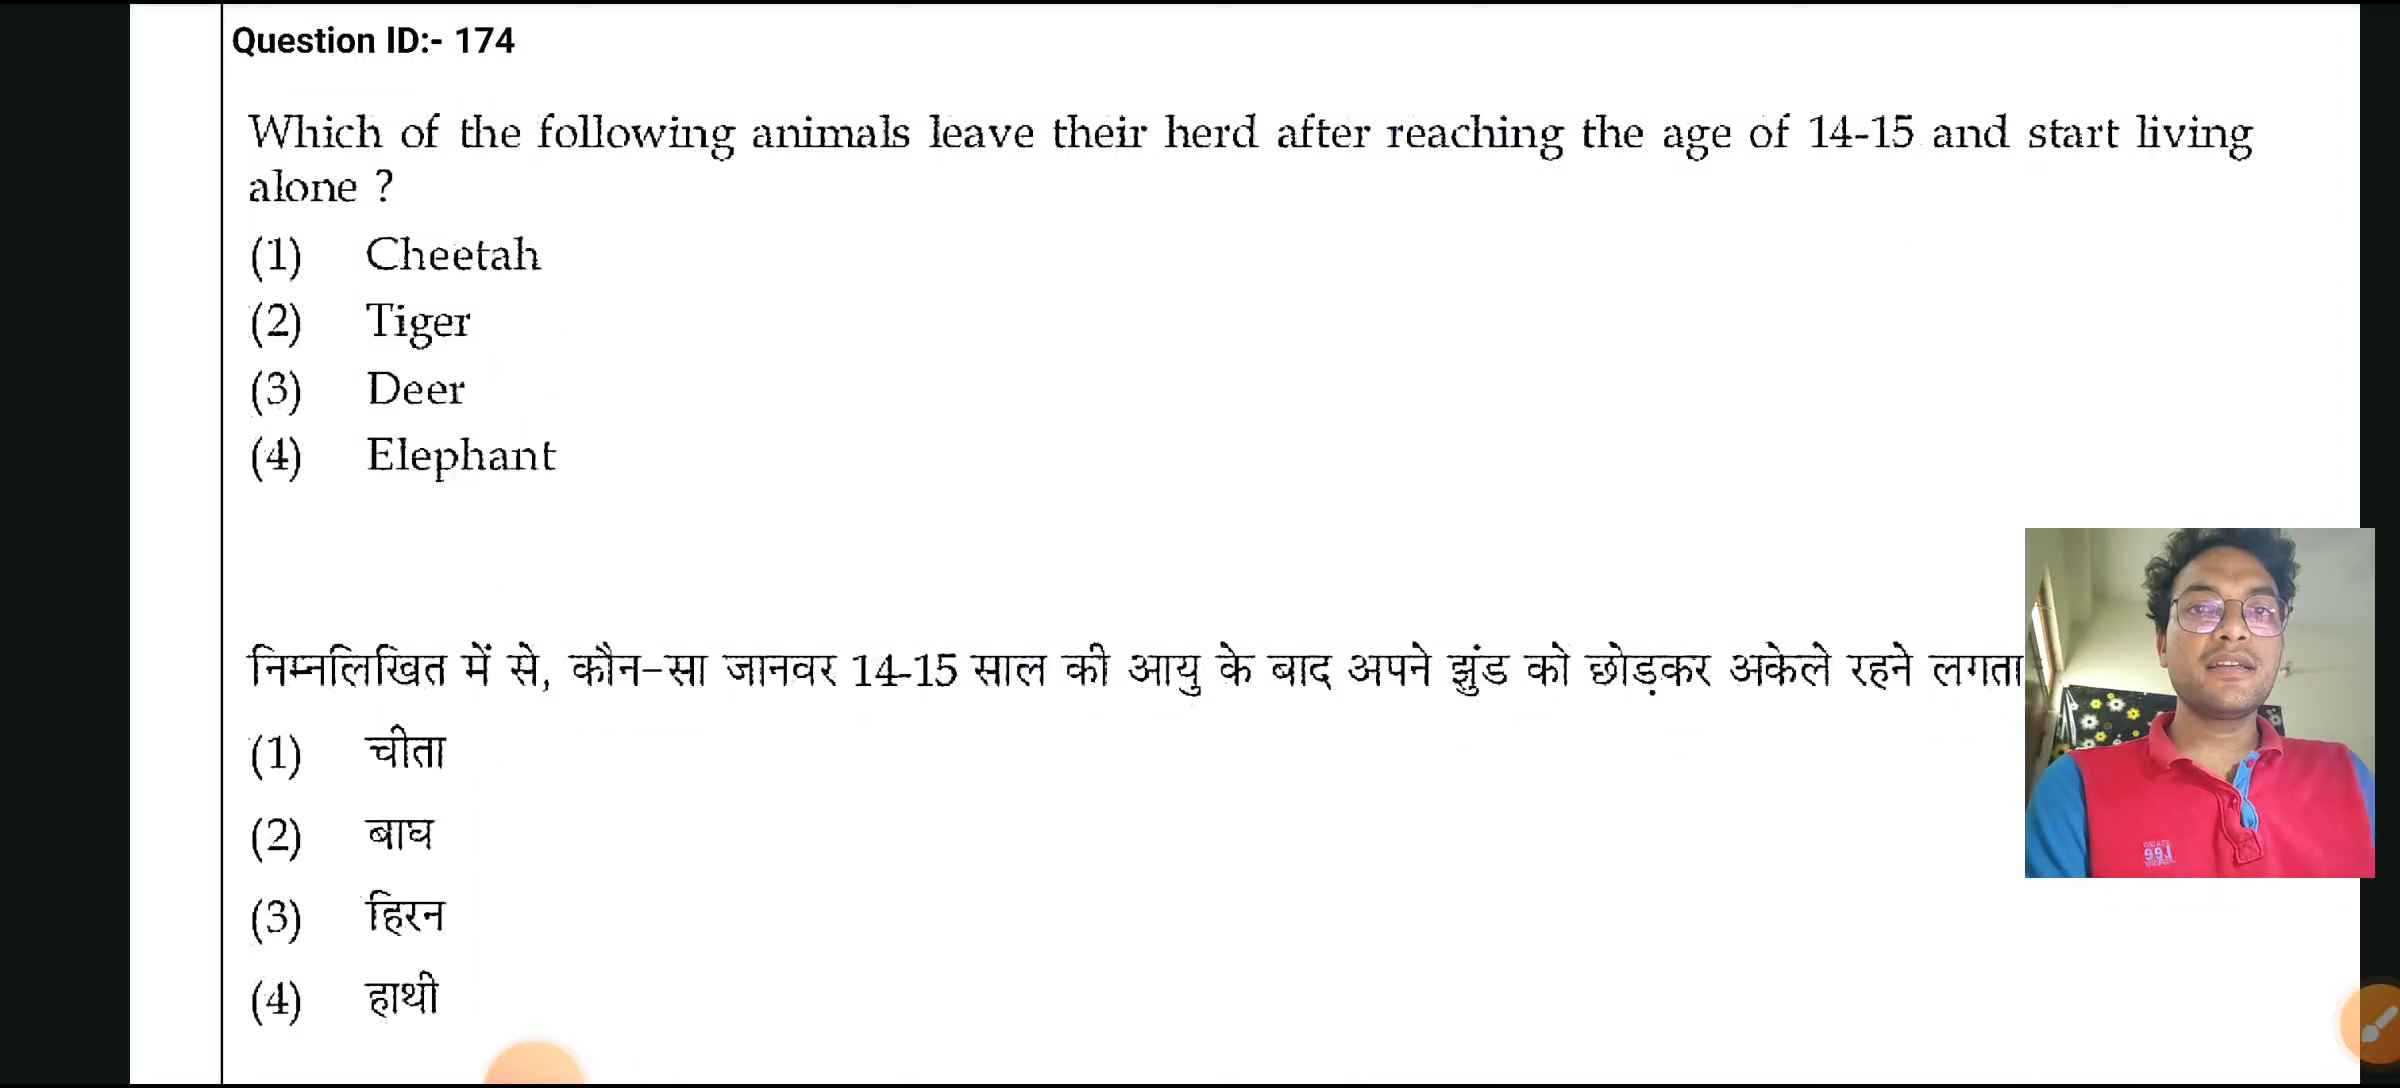 Question ID:- 174
Which of the following animals leave their herd after reaching the age of 14-15 and start living
alone ?
(1) Cheetah
(2) Tiger
(3) Deer
(4) Elephant
निम्नलिखित में से, कौन-सा जानवर 14-15 साल की आयु के बाद अपने झुंड को छोड़कर अकेले रहने लगता
(1) चीता
(2) बाघ
(3) हिरन
(4) हाथी
Lee